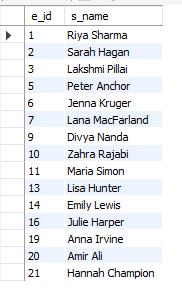 e_id s_name
1 Riya Sharma
2 Sarah Hagan
3 Lakshmi Pillai
5 Peter Anchor
6 Jenna Kruger
7 Lana MacFarland
9 Divya Nanda
10 Zahra Rajabi
11 Maria Simon
13 Lisa Hunter
14 Emily Lewis
16 Julie Harper
19 Anna Irvine
20 Amir Ali
21 Hannah Champion